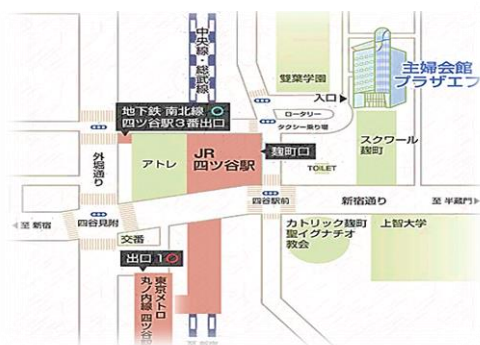 中央線・総武線
雙葉学園
主婦会館
プラザエフ
入口
ロータリー
タクシー乗り場
地下鉄 南北線
四ツ谷駅3番出口
外堀通り
アトレ
JR
四ツ谷駅
麹町口
スクワール
麹町
TOILET
至 新宿
四谷見附
四谷駅前
新宿通り
至 半蔵門
交番
カトリック麹町
聖イグナチオ
教会
上智大学
出口 1
東京メトロ
丸ノ内線 四ツ谷駅